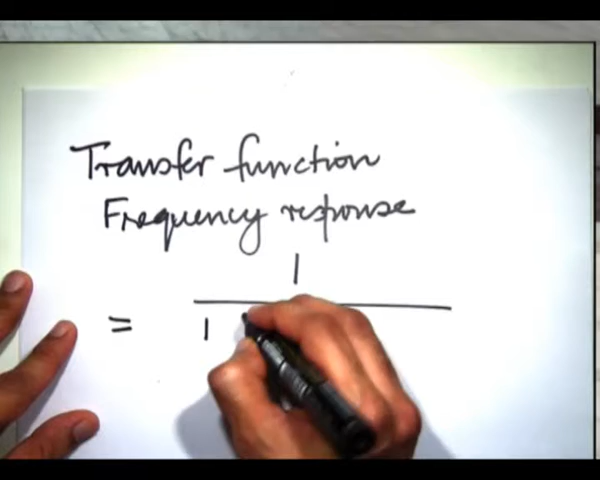 Transfer function
Frequency response
1
=
1